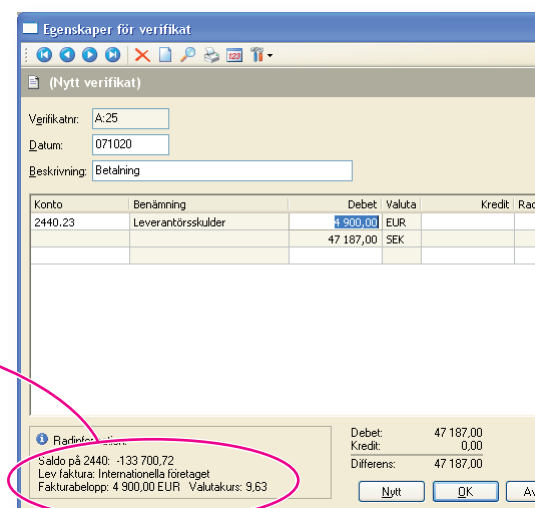 Egenskaper för verifikat
(Nytt verifikat)
Verifikatnr: A:25
Datum: 071020
Beskrivning: Betalning
Konto Benämning Debet Valuta Kredit Rad
2440.23 Leverantörsskulder 4 900,00 EUR
47 187,00 SEK
Radinformation:
Saldo på 2440: -133 700,72
Lev faktura: Internationella företaget
Fakturabelopp: 4 900,00 EUR Valutakurs: 9,63
Debet: 47 187,00
Kredit: 0,00
Differens: 47 187,00
Nytt OK Av